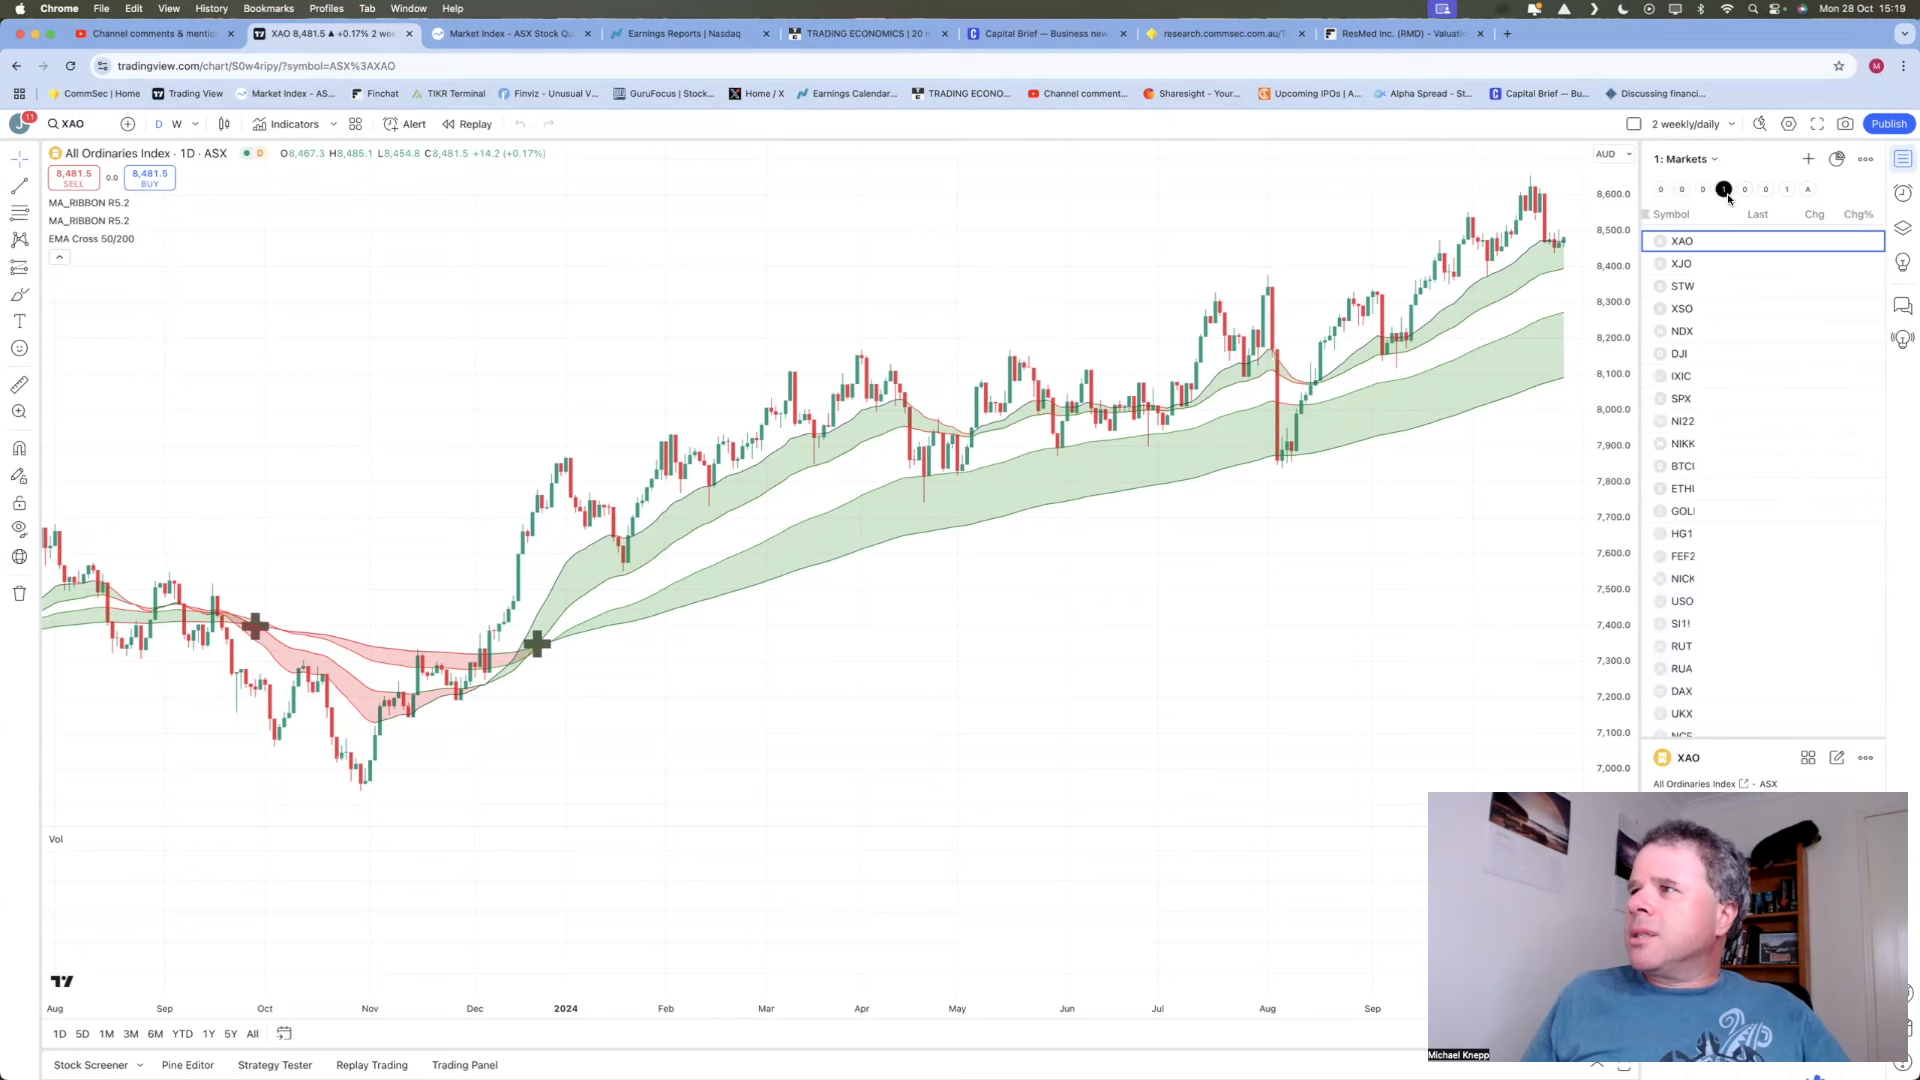 Chrome File Edit View History Bookmarks Profiles Tab Window Help Mon 28 Oct 15:19
Channel comments & mentio XAO 8,481.5 ▲ +0.17% 2 wee Market Index - ASX Stock Qu Earnings Reports | Nasdaq TRADING ECONOMICS | 20 m Capital Brief — Business new research.commsec.com.au/T ResMed Inc. (RMD) - Valuati
tradingview.com/chart/S0w4ripy/?symbol=ASX%3AXAO M
CommSec | Home Trading View Market Index - AS... Finchat TIKR Terminal Finviz - Unusual V... GuruFocus | Stock... Home / X Earnings Calendar... TRADING ECONO... Channel comment... Sharesight - Your... Upcoming IPOs | A... Alpha Spread - St... Capital Brief — Bu... Discussing financi...
J 11 XAO D W Indicators Alert Replay 2 weekly/daily Publish
All Ordinaries Index · 1D · ASX D O8,467.3 H8,485.1 L8,454.8 C8,481.5 +14.2 (+0.17%) AUD
8,481.5 SELL 0.0 8,481.5 BUY
MA_RIBBON R5.2
MA_RIBBON R5.2
EMA Cross 50/200
8,600.0
8,500.0
8,400.0
8,300.0
8,200.0
8,100.0
8,000.0
7,900.0
7,800.0
7,700.0
7,600.0
7,500.0
7,400.0
7,300.0
7,200.0
7,100.0
7,000.0
1: Markets
0 0 0 1 0 0 1 A
Symbol Last Chg Chg%
XAO
XJO
STW
XSO
NDX
DJI
IXIC
SPX
NI22
NIKK
BTCU
ETHU
GOLI
HG1
FEF2
NICK
USO
SI1!
RUT
RUA
DAX
UKX
XAO
All Ordinaries Index · ASX
Vol
Aug Sep Oct Nov Dec 2024 Feb Mar Apr May Jun Jul Aug Sep
1D 5D 1M 3M 6M YTD 1Y 5Y All
Stock Screener Pine Editor Strategy Tester Replay Trading Trading Panel
Michael Knepp